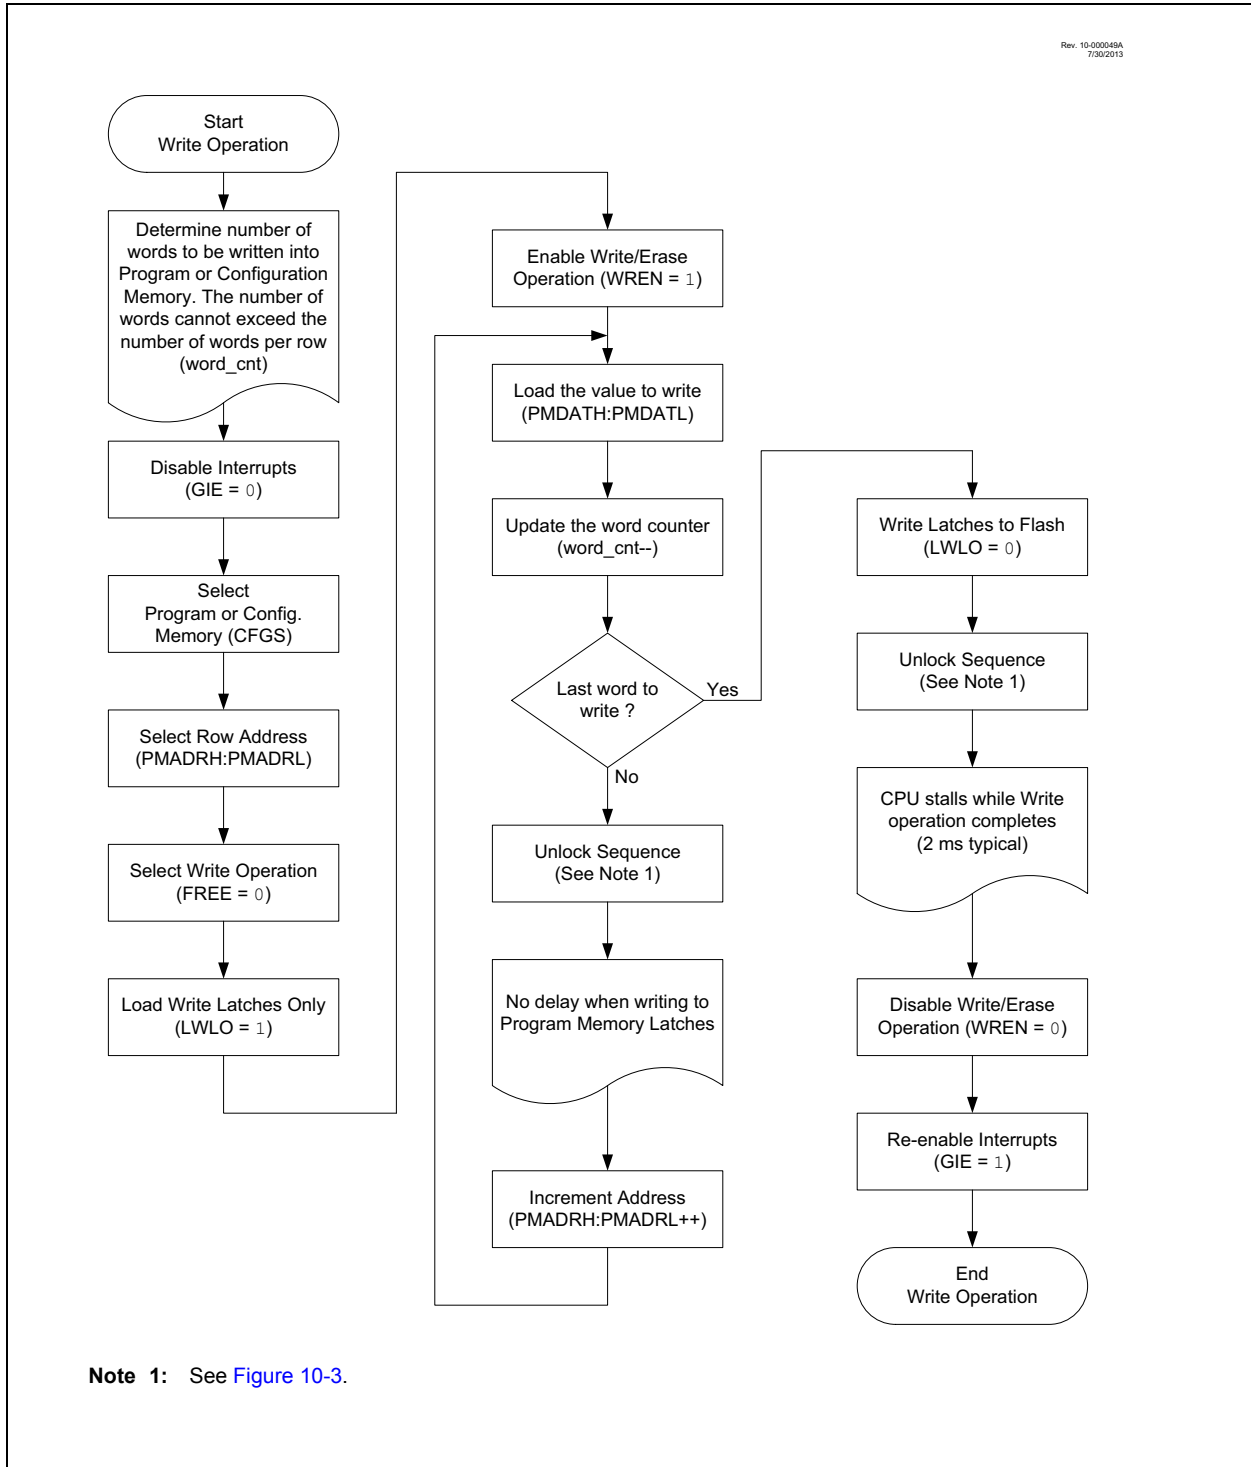 Rev. 10-000049A
7/30/2013
Start
Write Operation
Determine number of
words to be written into
Program or Configuration
Memory. The number of
words cannot exceed the
number of words per row
(word_cnt)
Disable Interrupts
(GIE = 0)
Select
Program or Config.
Memory (CFGS)
Select Row Address
(PMADRH:PMADRL)
Select Write Operation
(FREE = 0)
Load Write Latches Only
(LWLO = 1)
Enable Write/Erase
Operation (WREN = 1)
Load the value to write
(PMDATH:PMDATL)
Update the word counter
(word_cnt--)
Last word to
write ?
Yes
No
Unlock Sequence
(See Note 1)
No delay when writing to
Program Memory Latches
Increment Address
(PMADRH:PMADRL++)
Write Latches to Flash
(LWLO = 0)
Unlock Sequence
(See Note 1)
CPU stalls while Write
operation completes
(2 ms typical)
Disable Write/Erase
Operation (WREN = 0)
Re-enable Interrupts
(GIE = 1)
End
Write Operation
Note 1: See Figure 10-3.